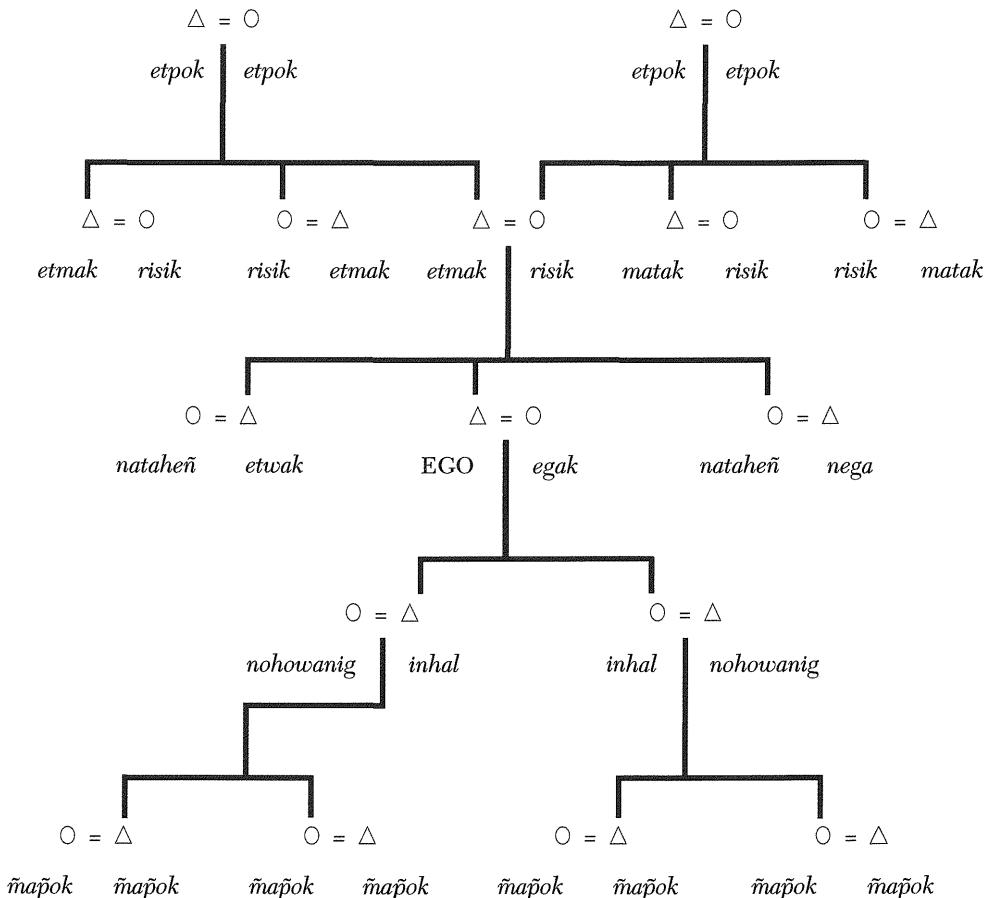 etpok etpok etpok etpok
etmak risik risik etmak etmak risik matak risik risik matak
nataheñ etwak EGO egak nataheñ nega
nohowanig inhal inhal nohowanig
m̃ap̃ok m̃ap̃ok m̃ap̃ok m̃ap̃ok m̃ap̃ok m̃ap̃ok m̃ap̃ok m̃ap̃ok